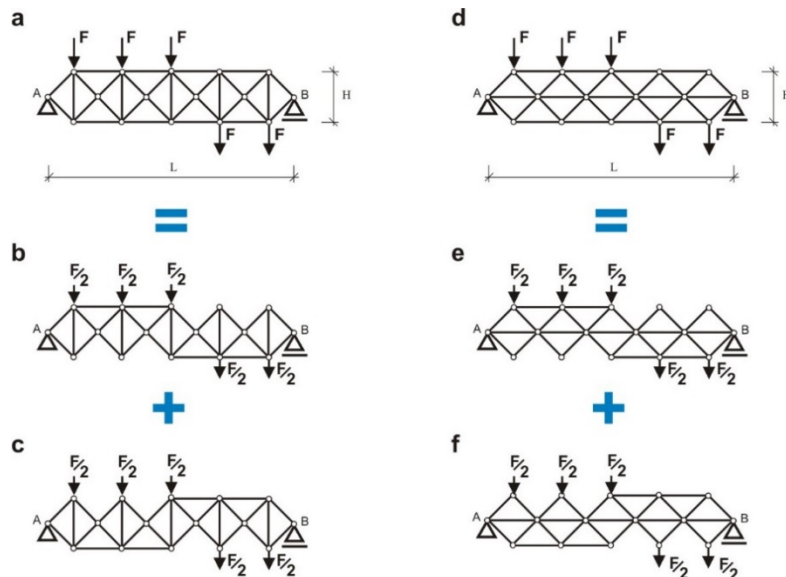 a
F F F
A B H
F F
L
=
b
F/2 F/2 F/2
A B
F/2 F/2
+
c
F/2 F/2 F/2
A B
F/2 F/2
d
F F F
A B H
F F
L
=
e
F/2 F/2 F/2
A B
F/2 F/2
+
f
F/2 F/2 F/2
A B
F/2 F/2